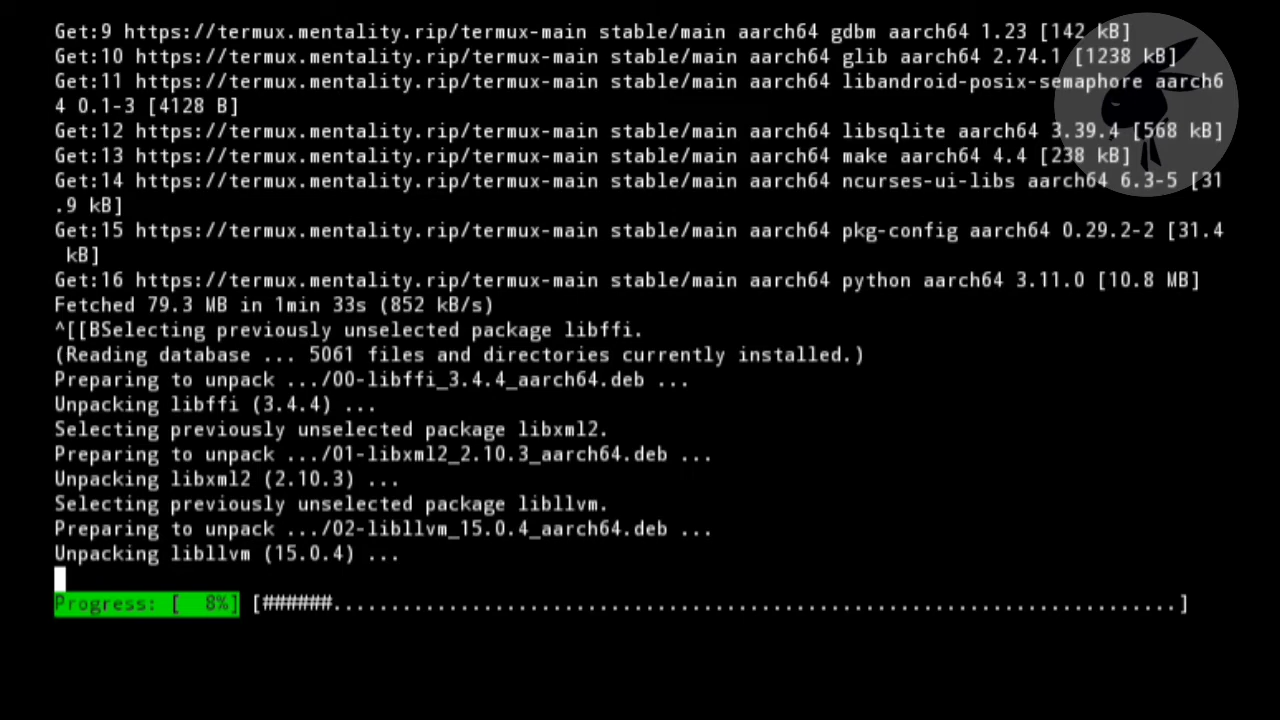 Get:9 https://termux.mentality.rip/termux-main stable/main aarch64 gdbm aarch64 1.23 [142 kB]
Get:10 https://termux.mentality.rip/termux-main stable/main aarch64 glib aarch64 2.74.1 [1238 kB]
Get:11 https://termux.mentality.rip/termux-main stable/main aarch64 libandroid-posix-semaphore aarch6
4 0.1-3 [4128 B]
Get:12 https://termux.mentality.rip/termux-main stable/main aarch64 libsqlite aarch64 3.39.4 [568 kB]
Get:13 https://termux.mentality.rip/termux-main stable/main aarch64 make aarch64 4.4 [238 kB]
Get:14 https://termux.mentality.rip/termux-main stable/main aarch64 ncurses-ui-libs aarch64 6.3-5 [31
.9 kB]
Get:15 https://termux.mentality.rip/termux-main stable/main aarch64 pkg-config aarch64 0.29.2-2 [31.4
kB]
Get:16 https://termux.mentality.rip/termux-main stable/main aarch64 python aarch64 3.11.0 [10.8 MB]
Fetched 79.3 MB in 1min 33s (852 kB/s)
^[[BSelecting previously unselected package libffi.
(Reading database ... 5061 files and directories currently installed.)
Preparing to unpack .../00-libffi_3.4.4_aarch64.deb ...
Unpacking libffi (3.4.4) ...
Selecting previously unselected package libxml2.
Preparing to unpack .../01-libxml2_2.10.3_aarch64.deb ...
Unpacking libxml2 (2.10.3) ...
Selecting previously unselected package libllvm.
Preparing to unpack .../02-libllvm_15.0.4_aarch64.deb ...
Unpacking libllvm (15.0.4) ...
Progress: [  8%] [######.........................................................................]